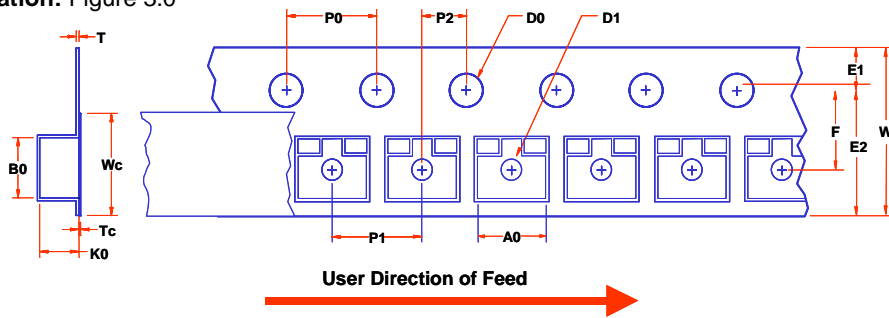 ation: Figure 3.0
T
P0
P2
D0
D1
E1
W
F
E2
B0
Wc
Tc
K0
P1
A0
User Direction of Feed